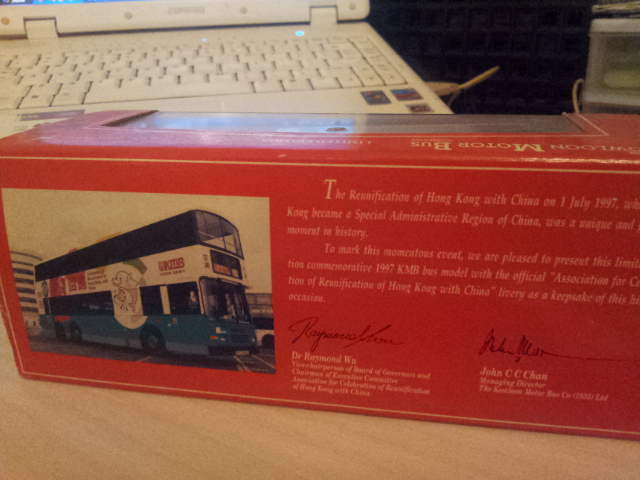 COMPAQ
WLOON MOTOR BUS
The Reunification of Hong Kong with China on 1 July 1997,
Kong became a Special Administrative Region of China, was a unique and
moment in history.
To mark this momentous event, we are pleased to present this
tion commemorative 1997 KMB bus model with the official "Association for Ce
tion of Reunification of Hong Kong with China" livery as a keepsake of this hi
occasion.
KMB
Dr Raymond Wu
Vice-chairperson of Board of Governors and
Chairman of Executive Committee
Association for Celebration of Reunification
of Hong Kong with China
John C C Chan
Managing Director
The Kowloon Motor Bus Co (1933) Ltd